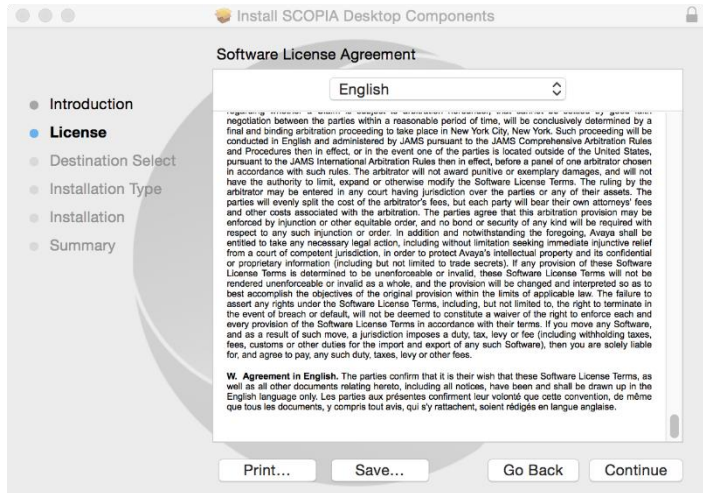 Install SCOPIA Desktop Components
Software License Agreement
English
Introduction
License
Destination Select
Installation Type
Installation
Summary
negotiation between the parties within a reasonable period of time, will be conclusively determined by a
final and binding arbitration proceeding to take place in New York City, New York. Such proceeding will be
conducted in English and administered by JAMS pursuant to the JAMS Comprehensive Arbitration Rules
and Procedures then in effect, or in the event one of the parties is located outside of the United States,
pursuant to the JAMS International Arbitration Rules then in effect, before a panel of one arbitrator chosen
in accordance with such rules. The arbitrator will not award punitive or exemplary damages, and will not
have the authority to limit, expand or otherwise modify the Software License Terms. The ruling by the
arbitrator may be entered in any court having jurisdiction over the parties or any of their assets. The
parties will evenly split the cost of the arbitrator's fees, but each party will bear their own attorneys' fees
and other costs associated with the arbitration. The parties agree that this arbitration provision may be
enforced by injunction or other equitable order, and no bond or security of any kind will be required with
respect to any such injunction or order. In addition and notwithstanding the foregoing, Avaya shall be
entitled to take any necessary legal action, including without limitation seeking immediate injunctive relief
from a court of competent jurisdiction, in order to protect Avaya's intellectual property and its confidential
or proprietary information (including but not limited to trade secrets). If any provision of these Software
License Terms is determined to be unenforceable or invalid, these Software License Terms will not be
rendered unenforceable or invalid as a whole, and the provision will be changed and interpreted so as to
best accomplish the objectives of the original provision within the limits of applicable law. The failure to
assert any rights under the Software License Terms, including, but not limited to, the right to terminate in
the event of breach or default, will not be deemed to constitute a waiver of the right to enforce each and
every provision of the Software License Terms in accordance with their terms. If you move any Software,
and as a result of such move, a jurisdiction imposes a duty, tax, levy or fee (including withholding taxes,
fees, customs or other duties for the import and export of any such Software), then you are solely liable
for, and agree to pay, any such duty, taxes, levy or other fees.
W. Agreement in English. The parties confirm that it is their wish that these Software License Terms, as
well as all other documents relating hereto, including all notices, have been and shall be drawn up in the
English language only. Les parties aux présentes confirment leur volonté que cette convention, de même
que tous les documents, y compris tout avis, qui s'y rattachent, soient rédigés en langue anglaise.
Print...
Save...
Go Back
Continue